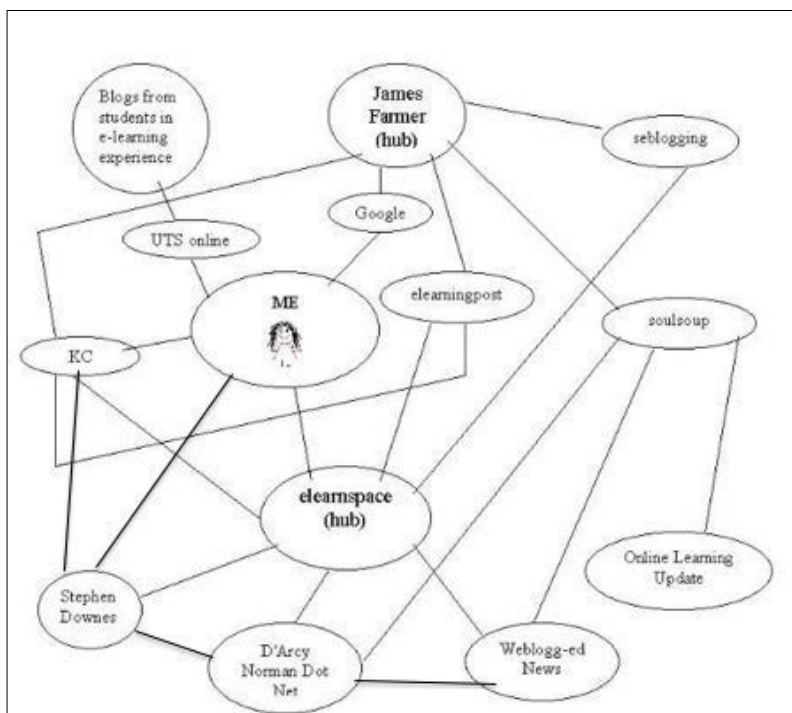 Blogs from
students in
e-learning
experience
James
Farmer
(hub)
seblogging
Google
UTS online
ME
elearningpost
soulsoup
KC
elearnspace
(hub)
Online Learning
Update
Stephen
Downes
D'Arcy
Norman Dot
Net
Weblogg-ed
News